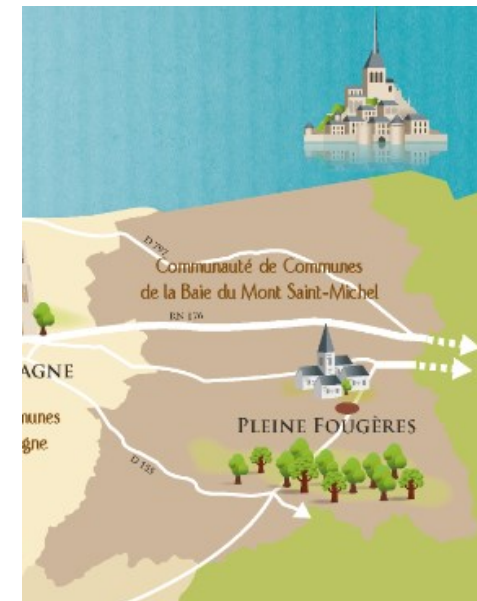 D 797
Communauté de Communes
de la Baie du Mont Saint-Michel
RN 176
AGNE
munes
gne
PLEINE FOUGÈRES
D 155